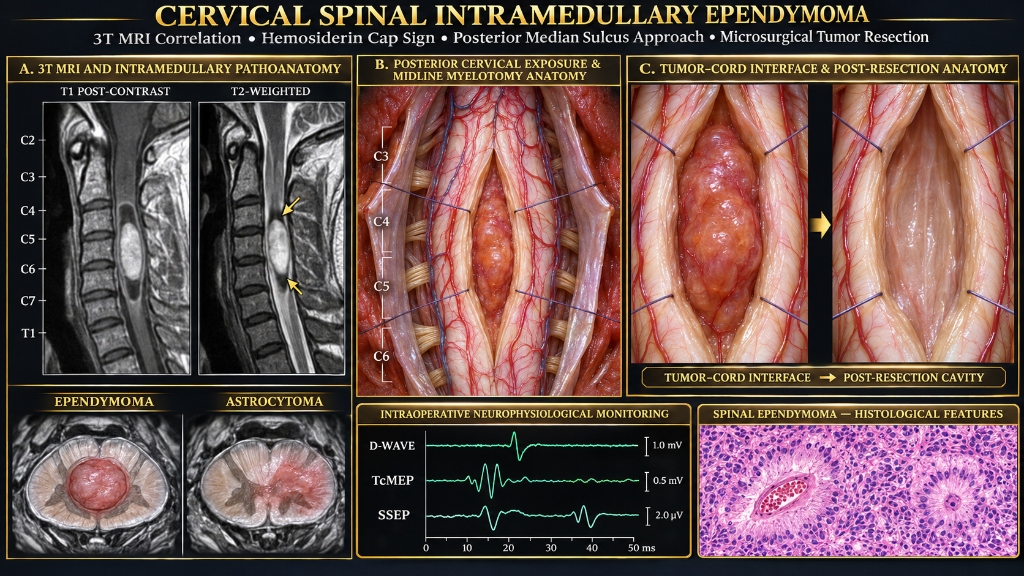 CERVICAL SPINAL INTRAMEDULLARY EPENDYMOMA
3T MRI Correlation • Hemosiderin Cap Sign • Posterior Median Sulcus Approach • Microsurgical Tumor Resection
A. 3T MRI AND INTRAMEDULLARY PATHOANATOMY
T1 POST-CONTRAST
T2-WEIGHTED
C2
C3
C4
C5
C6
C7
T1
EPENDYMOMA
ASTROCYTOMA
B. POSTERIOR CERVICAL EXPOSURE &
MIDLINE MYELOTOMY ANATOMY
C3
C4
C5
C6
C. TUMOR–CORD INTERFACE & POST-RESECTION ANATOMY
TUMOR–CORD INTERFACE → POST-RESECTION CAVITY
INTRAOPERATIVE NEUROPHYSIOLOGICAL MONITORING
D-WAVE
1.0 mV
TcMEP
0.5 mV
SSEP
2.0 µV
0 10 20 30 40 50 ms
SPINAL EPENDYMOMA — HISTOLOGICAL FEATURES